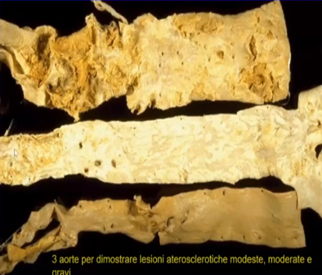 3 aorte per dimostrare lesioni aterosclerotiche modeste, moderate e
gravi